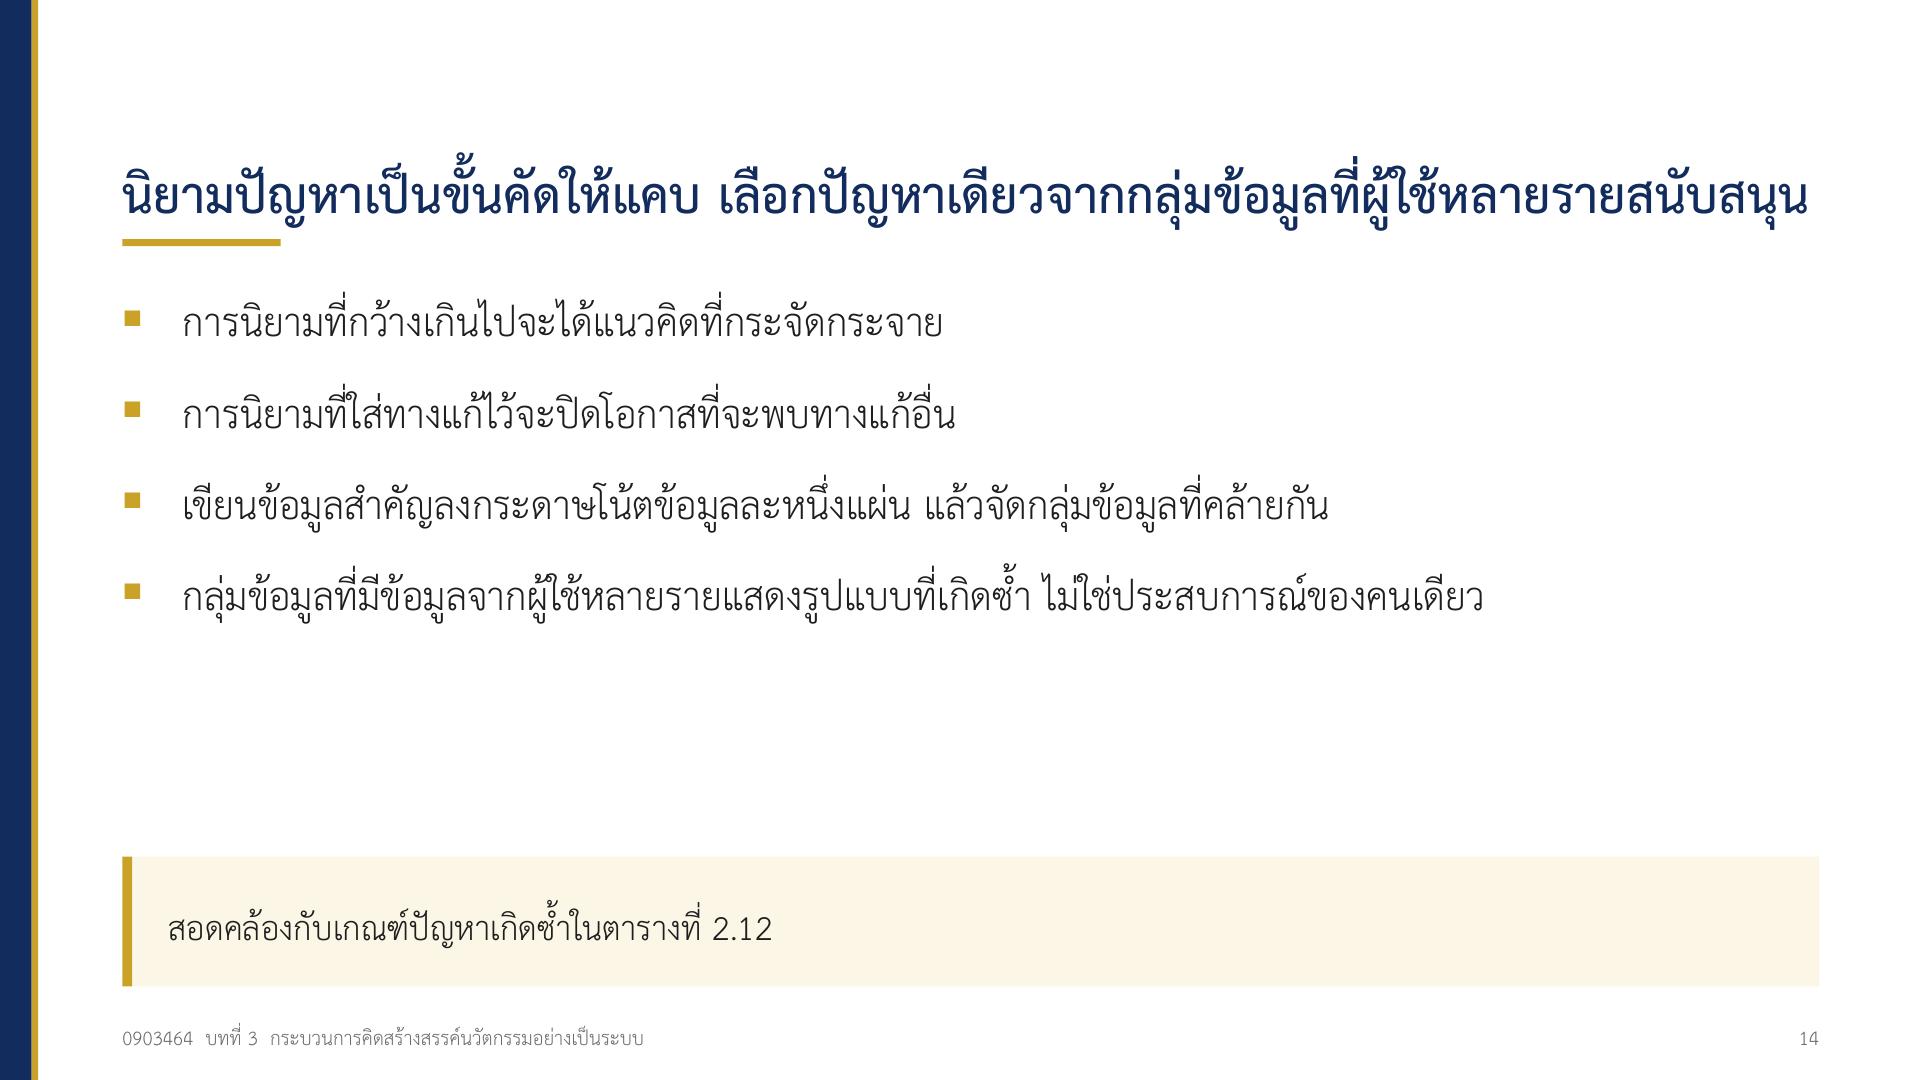 นิยามปัญหาเป็นขั้นคัดให้แคบ เลือกปัญหาเดียวจากกลุ่มข้อมูลที่ผู้ใช้หลายรายสนับสนุน
การนิยามที่กว้างเกินไปจะได้แนวคิดที่กระจัดกระจาย
การนิยามที่ใส่ทางแก้ไว้จะปิดโอกาสที่จะพบทางแก้อื่น
เขียนข้อมูลสำคัญลงกระดาษโน้ตข้อมูลละหนึ่งแผ่น แล้วจัดกลุ่มข้อมูลที่คล้ายกัน
กลุ่มข้อมูลที่มีข้อมูลจากผู้ใช้หลายรายแสดงรูปแบบที่เกิดซ้ำ ไม่ใช่ประสบการณ์ของคนเดียว
สอดคล้องกับเกณฑ์ปัญหาเกิดซ้ำในตารางที่ 2.12
0903464 บทที่ 3 กระบวนการคิดสร้างสรรค์นวัตกรรมอย่างเป็นระบบ
14